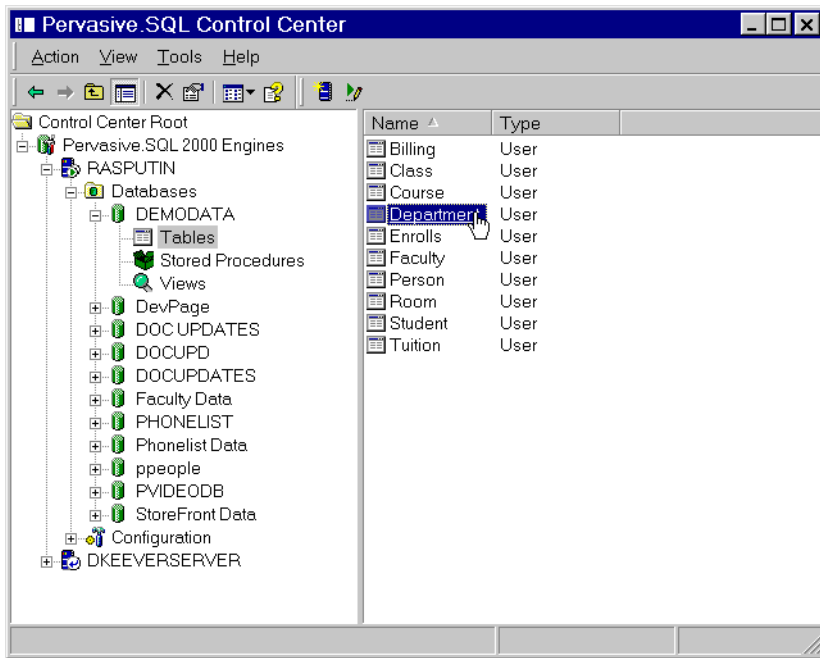 Pervasive.SQL Control Center
Action View Tools Help
Control Center Root
Pervasive.SQL 2000 Engines
RASPUTIN
Databases
DEMODATA
Tables
Stored Procedures
Views
DevPage
DOC UPDATES
DOCUPD
DOCUPDATES
Faculty Data
PHONELIST
Phonelist Data
ppeople
PVIDEODB
StoreFront Data
Configuration
DKEEVERSERVER
Name Type
Billing User
Class User
Course User
Department User
Enrolls User
Faculty User
Person User
Room User
Student User
Tuition User